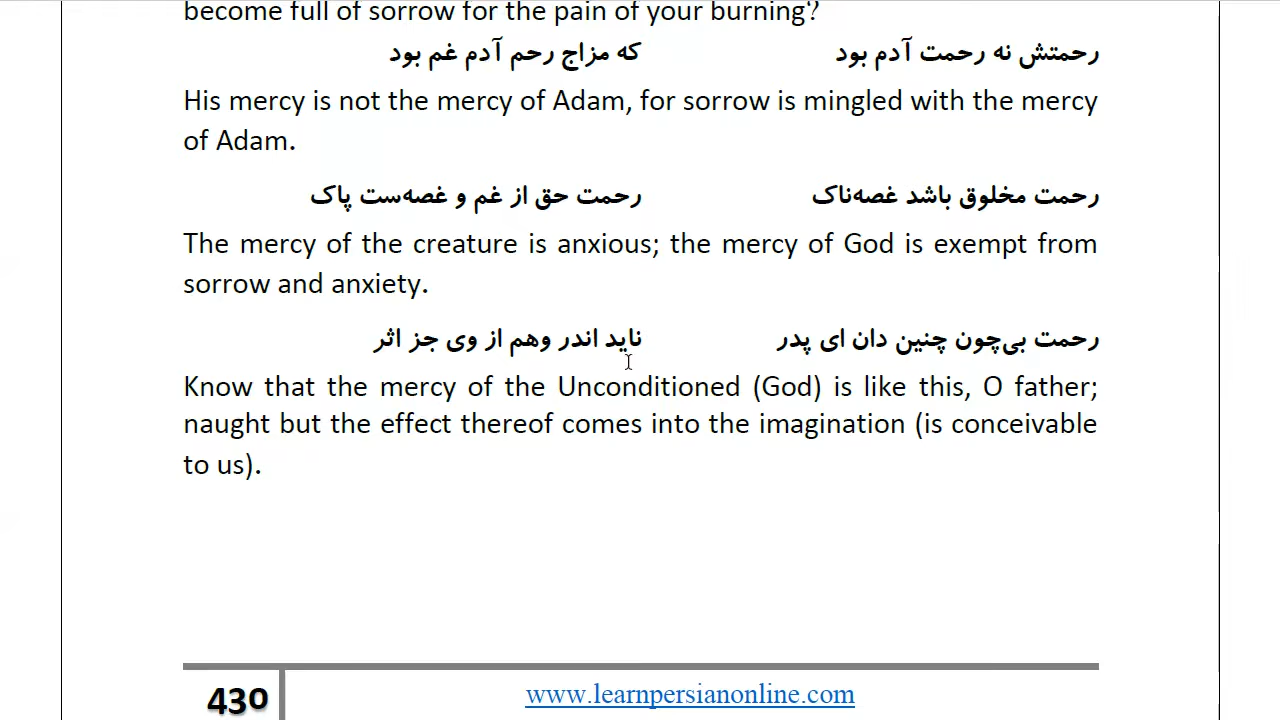 become full of sorrow for the pain of your burning?
رحمتش نه رحمت آدم بود که مزاج رحم آدم غم بود
His mercy is not the mercy of Adam, for sorrow is mingled with the mercy
of Adam.
رحمت مخلوق باشد غصه‌ناک رحمت حق از غم و غصه‌ست پاک
The mercy of the creature is anxious; the mercy of God is exempt from
sorrow and anxiety.
رحمت بی‌چون چنین دان ای پدر ناید اندر وهم از وی جز اثر
Know that the mercy of the Unconditioned (God) is like this, O father;
naught but the effect thereof comes into the imagination (is conceivable
to us).
430 www.learnpersianonline.com